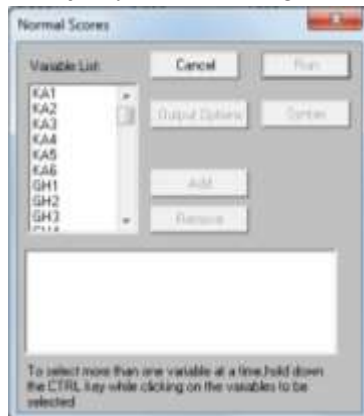 Normal Scores
Variable List:
Cancel
Run
KA1
KA2
KA3
KA4
KA5
KA6
GH1
GH2
GH3
Output Options
Syntax
Add
Remove
To select more than one variable at a time,hold down
the CTRL key while clicking on the variables to be
selected